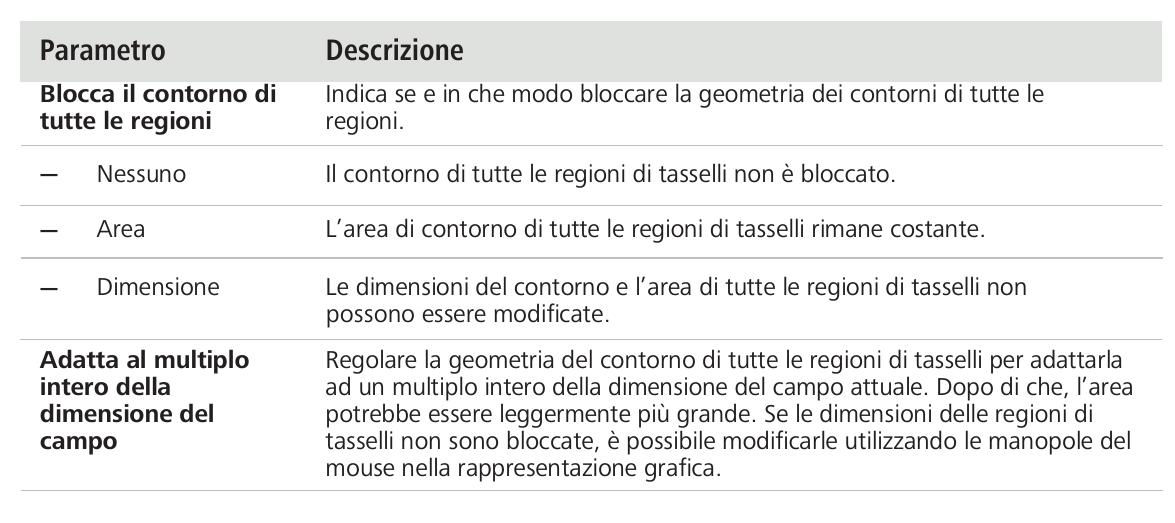 Parametro Descrizione
Blocca il contorno di Indica se e in che modo bloccare la geometria dei contorni di tutte le
tutte le regioni regioni.
— Nessuno Il contorno di tutte le regioni di tasselli non è bloccato.
— Area L’area di contorno di tutte le regioni di tasselli rimane costante.
— Dimensione Le dimensioni del contorno e l’area di tutte le regioni di tasselli non
possono essere modificate.
Adatta al multiplo Regolare la geometria del contorno di tutte le regioni di tasselli per adattarla
intero della ad un multiplo intero della dimensione del campo attuale. Dopo di che, l’area
dimensione del potrebbe essere leggermente più grande. Se le dimensioni delle regioni di
campo tasselli non sono bloccate, è possibile modificarle utilizzando le manopole del
mouse nella rappresentazione grafica.